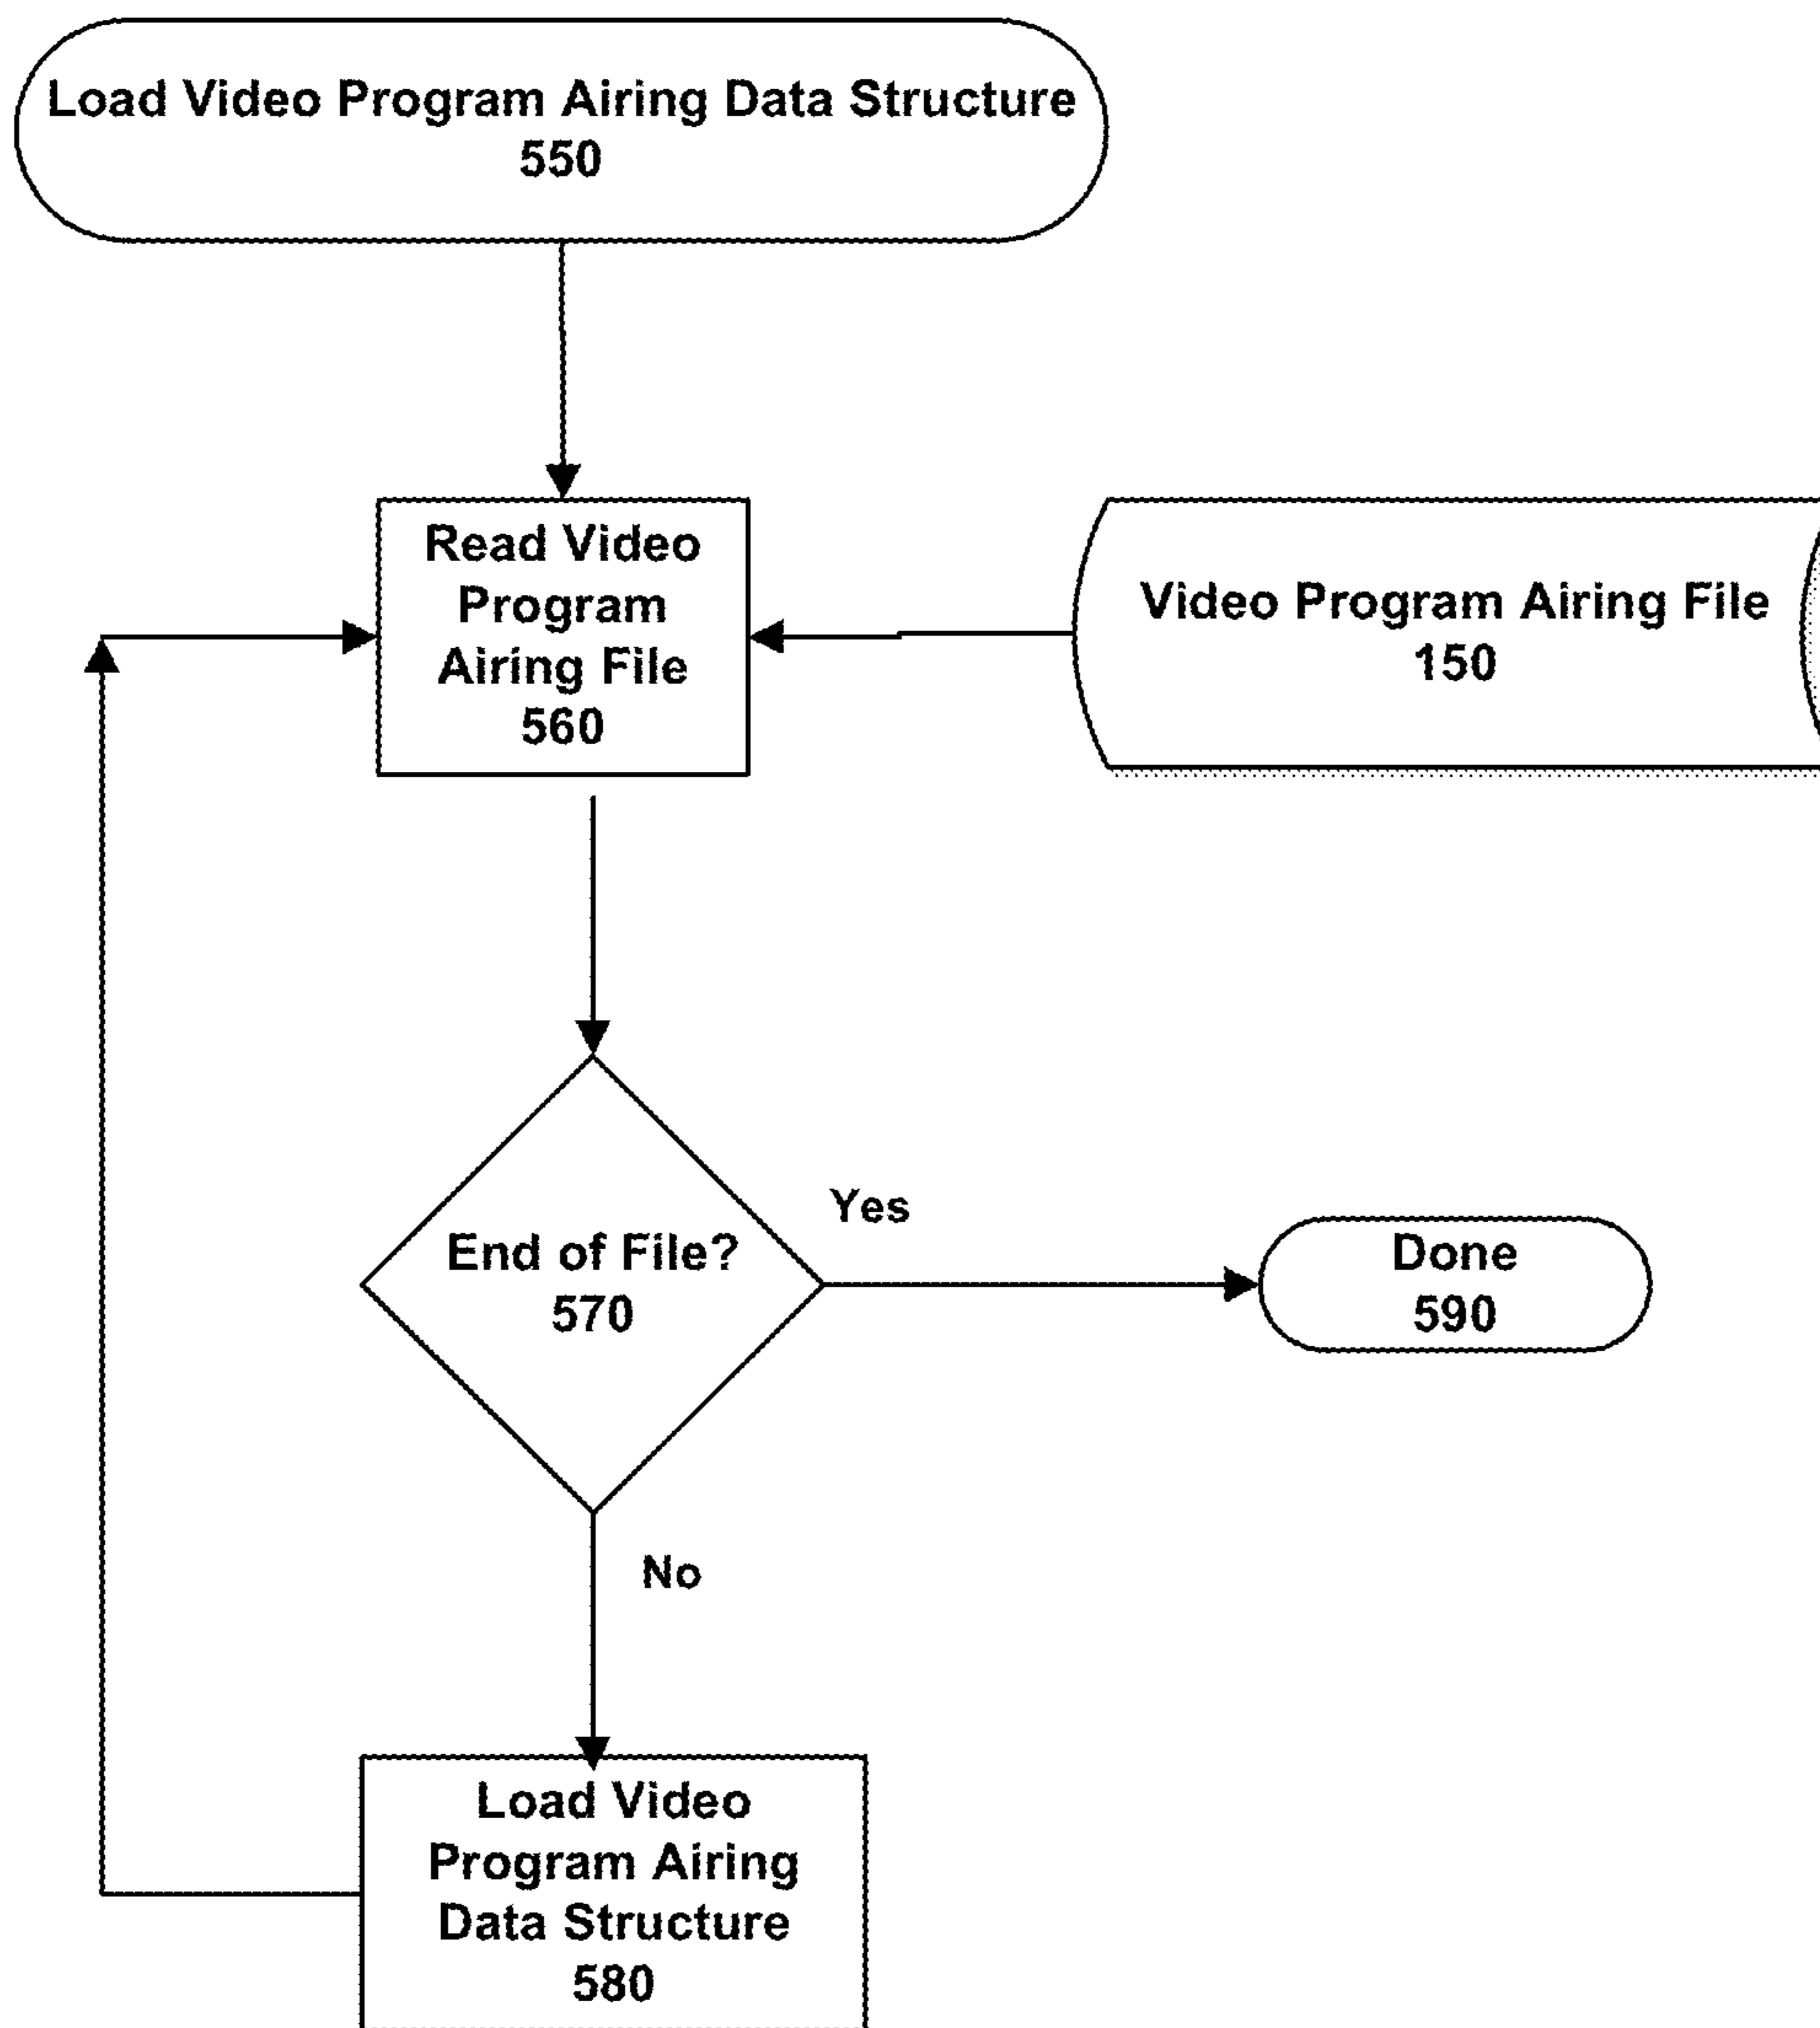 Load Video Program Airing Data Structure
550
Read Video
Program
Airing File
560
Video Program Airing File
150
End of File?
570
Yes
Done
590
No
Load Video
Program Airing
Data Structure
580